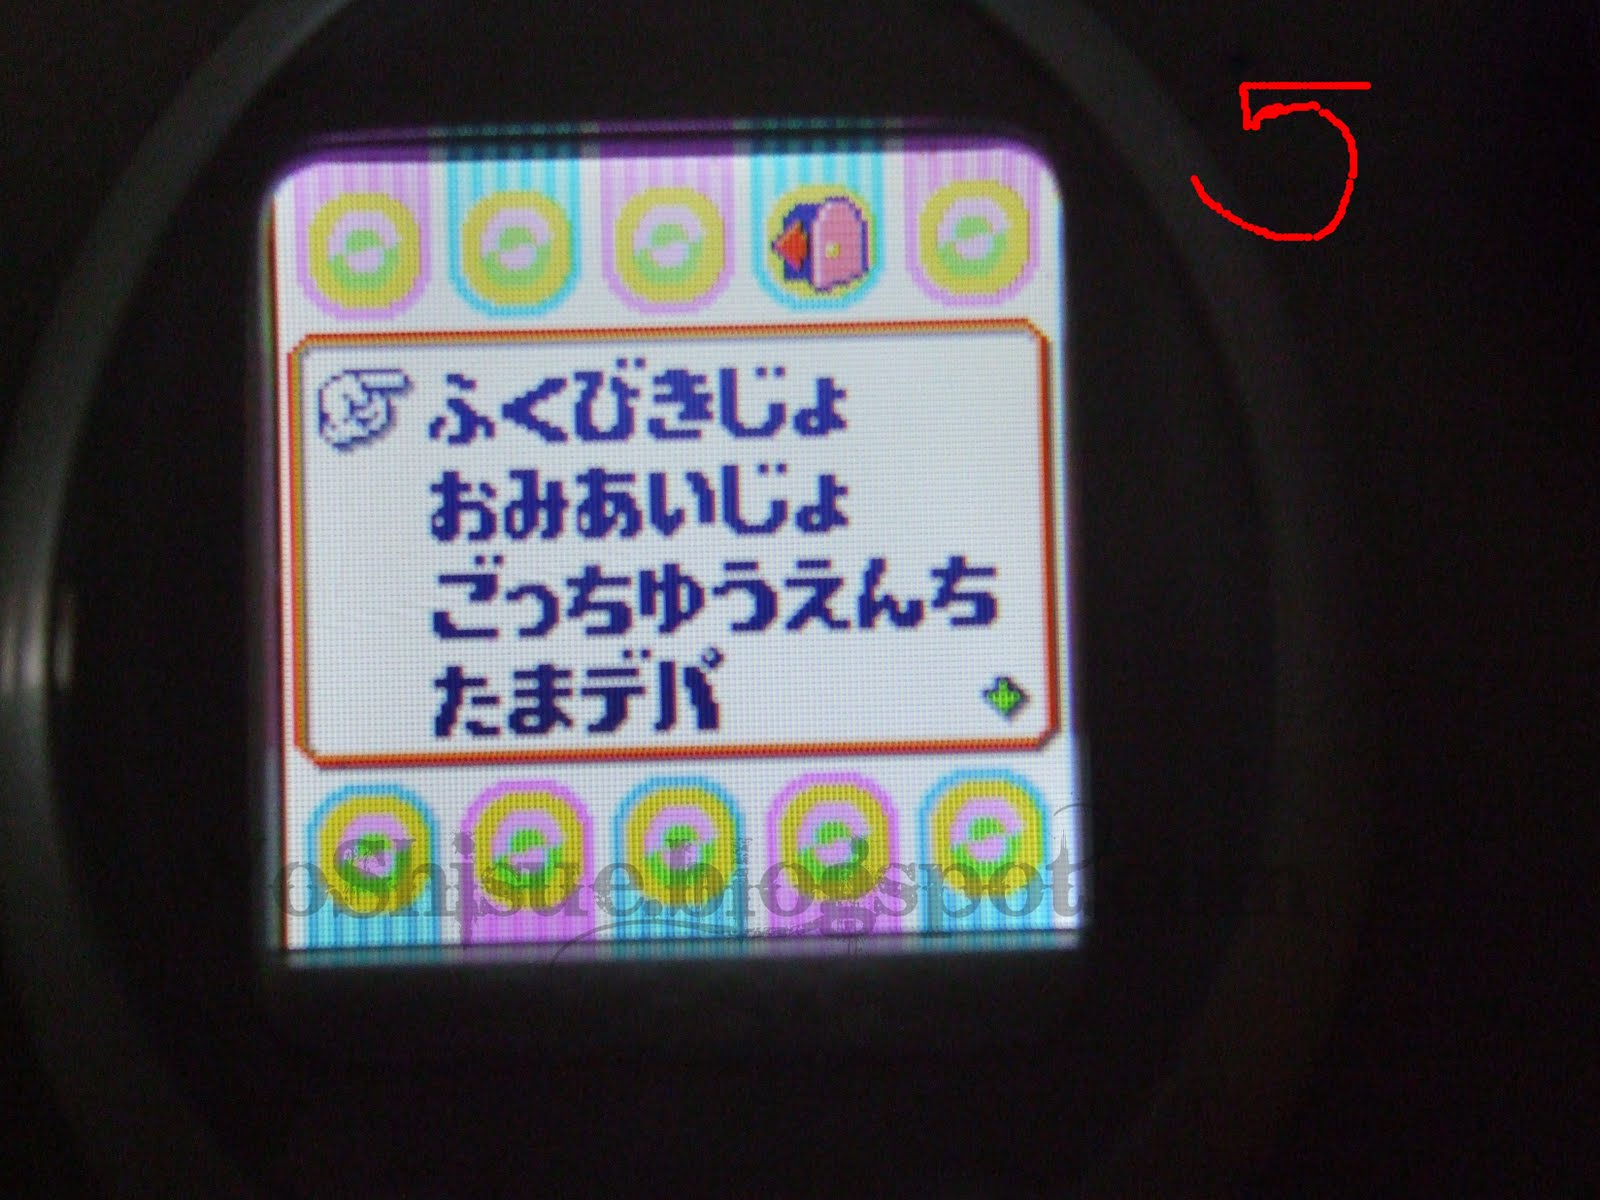 5
ふくびきじょ
おみあいじょ
ごっちゆうえんち
たまデパ